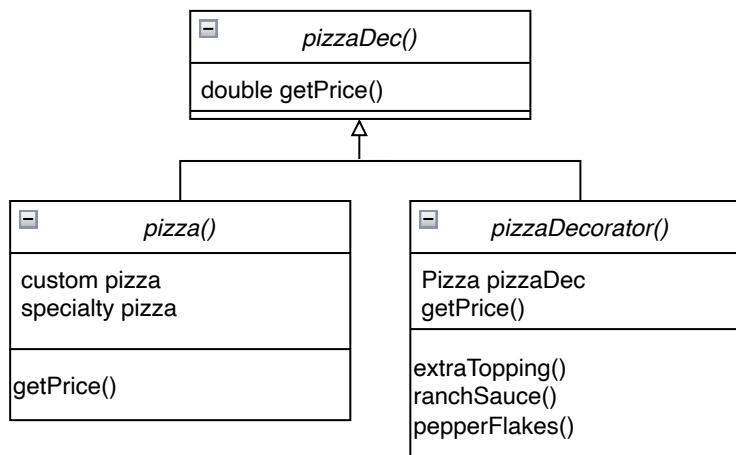 pizzaDec()
double getPrice()
pizza()
custom pizza
specialty pizza
getPrice()
pizzaDecorator()
Pizza pizzaDec
getPrice()
extraTopping()
ranchSauce()
pepperFlakes()